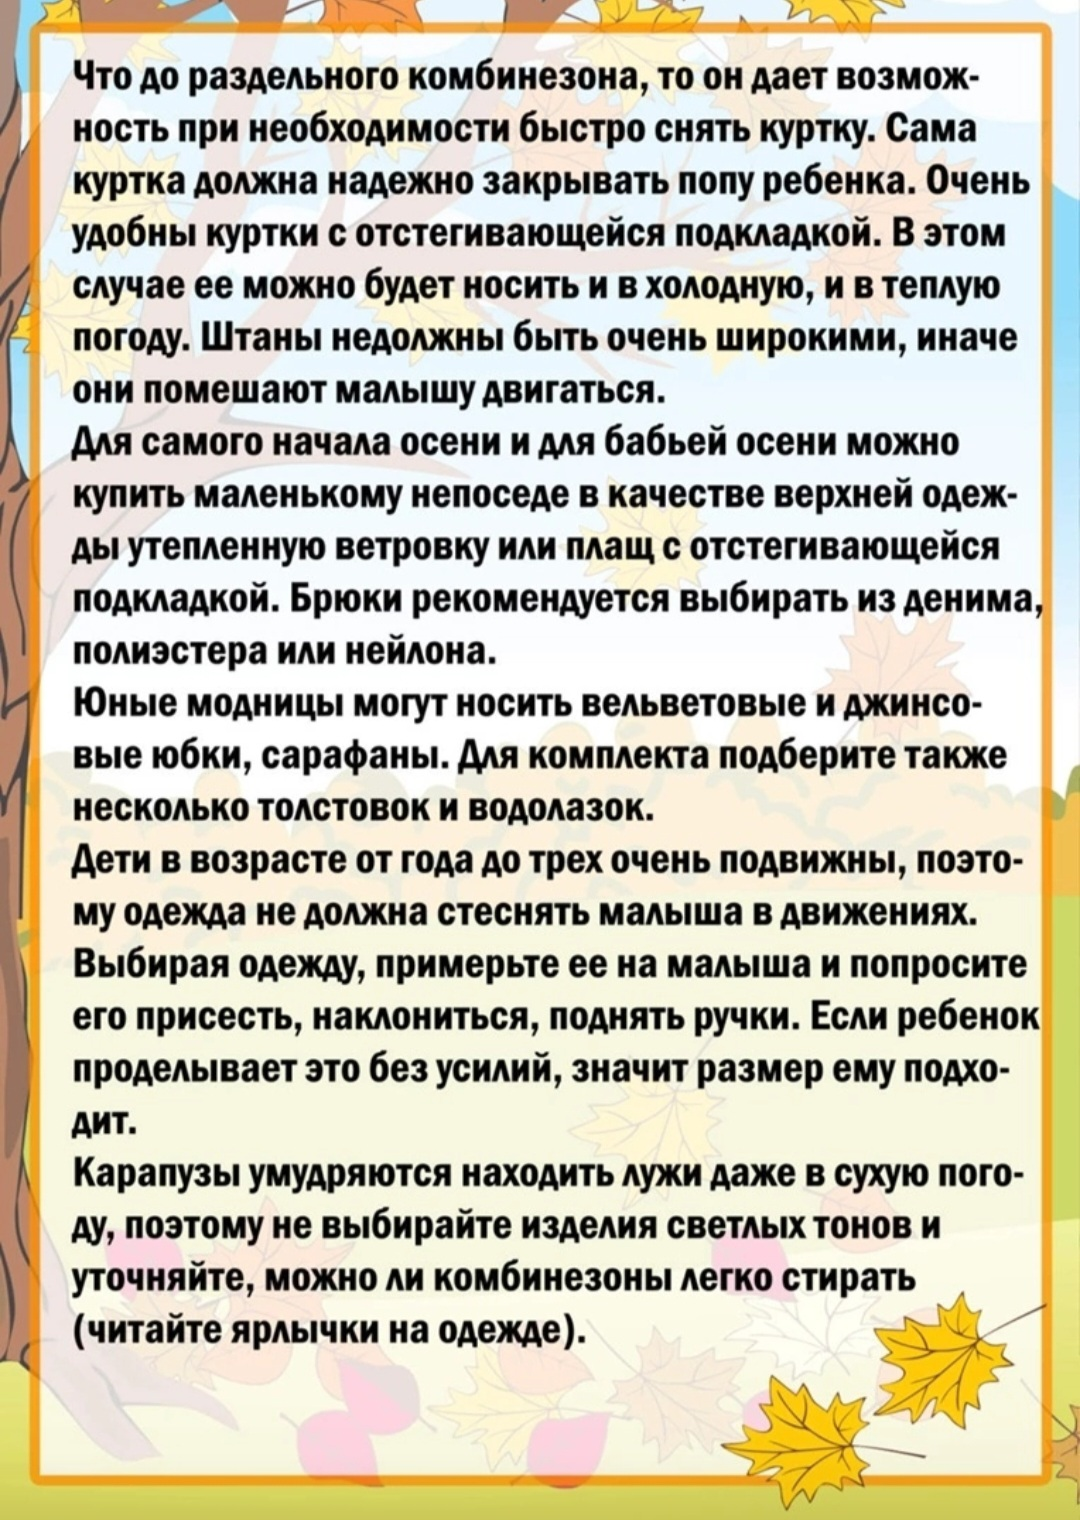 Что до раздельного комбинезона, то он дает возмож-
ность при необходимости быстро снять куртку. Сама
куртка должна надежно закрывать попу ребенка. Очень
удобны куртки с отстегивающейся подкладкой. В этом
случае ее можно будет носить и в холодную, и в теплую
погоду. Штаны недолжны быть очень широкими, иначе
они помешают малышу двигаться.
Для самого начала осени и для бабьей осени можно
купить маленькому непоседе в качестве верхней одеж-
ды утепленную ветровку или плащ с отстегивающейся
подкладкой. Брюки рекомендуется выбирать из денима,
полиэстера или нейлона.
Юные модницы могут носить вельветовые и джинсо-
вые юбки, сарафаны. Для комплекта подберите также
несколько толстовок и водолазок.
Дети в возрасте от года до трех очень подвижны, поэто-
му одежда не должна стеснять малыша в движениях.
Выбирая одежду, примерьте ее на малыша и попросите
его присесть, наклониться, поднять ручки. Если ребенок
проделывает это без усилий, значит размер ему подхо-
дит.
Карапузы умудряются находить лужи даже в сухую пого-
ду, поэтому не выбирайте изделия светлых тонов и
уточняйте, можно ли комбинезоны легко стирать
(читайте ярлычки на одежде).